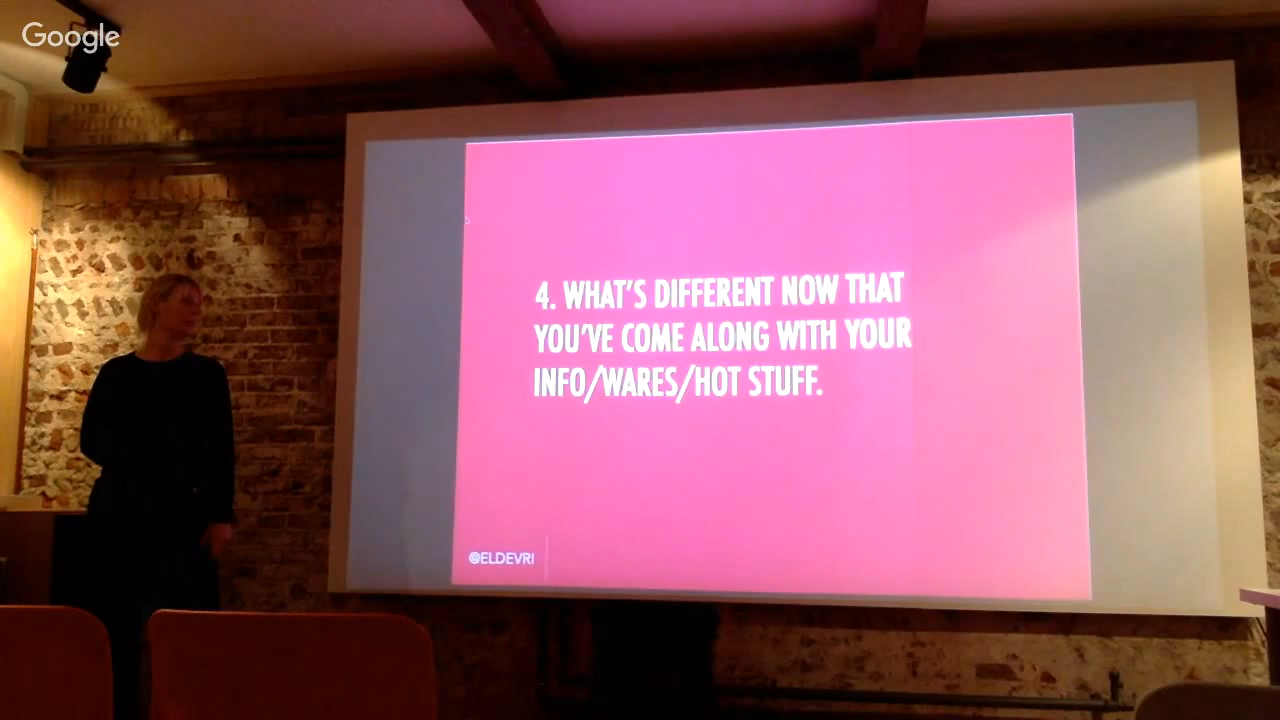 Google
4. WHAT'S DIFFERENT NOW THAT
YOU'VE COME ALONG WITH YOUR
INFO/WARES/HOT STUFF.
@ELDEVRI